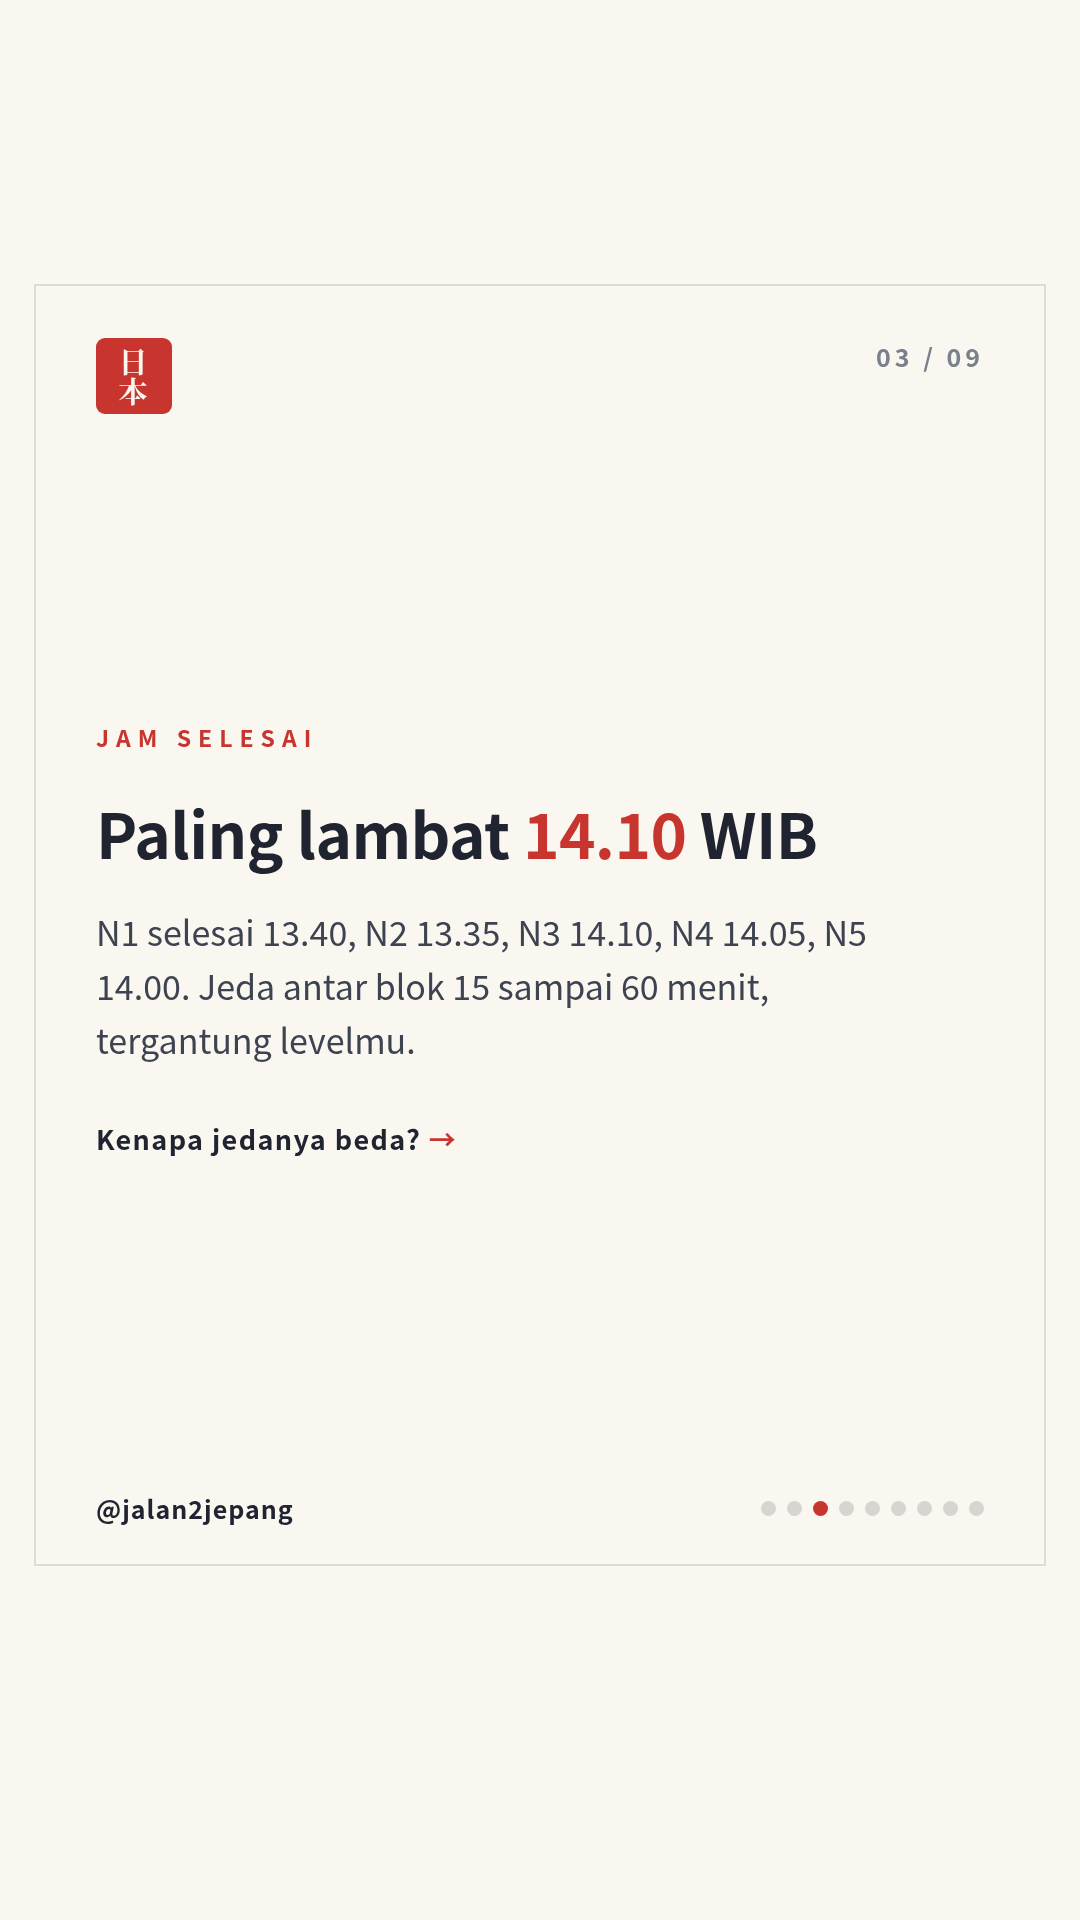 日
本
03 / 09
JAM SELESAI
Paling lambat 14.10 WIB
N1 selesai 13.40, N2 13.35, N3 14.10, N4 14.05, N5
14.00. Jeda antar blok 15 sampai 60 menit,
tergantung levelmu.
Kenapa jedanya beda? →
@jalan2jepang